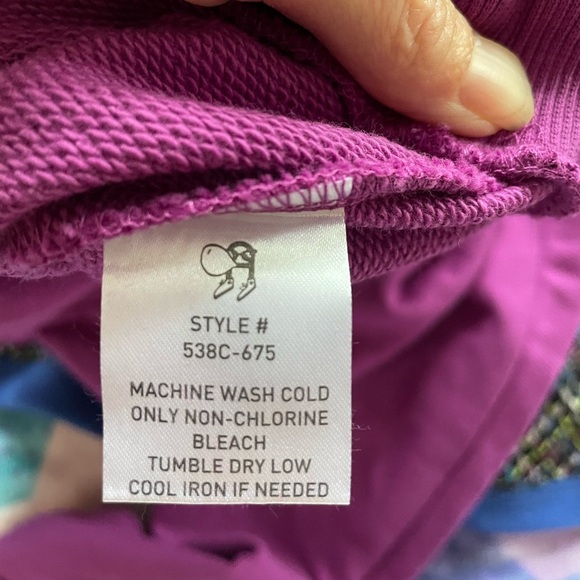 STYLE #
538C-675
MACHINE WASH COLD
ONLY NON-CHLORINE
BLEACH
TUMBLE DRY LOW
COOL IRON IF NEEDED